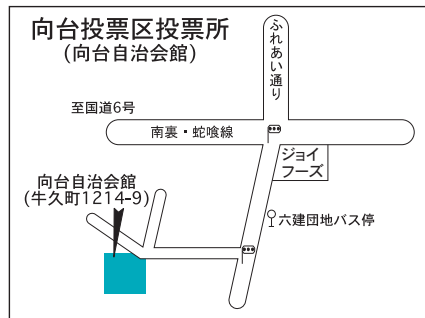 向台投票区投票所
(向台自治会館)
ふれあい通り
至国道6号
南裏・蛇喰線
ジョイ
フーズ
向台自治会館
(牛久町1214-9)
六建団地バス停